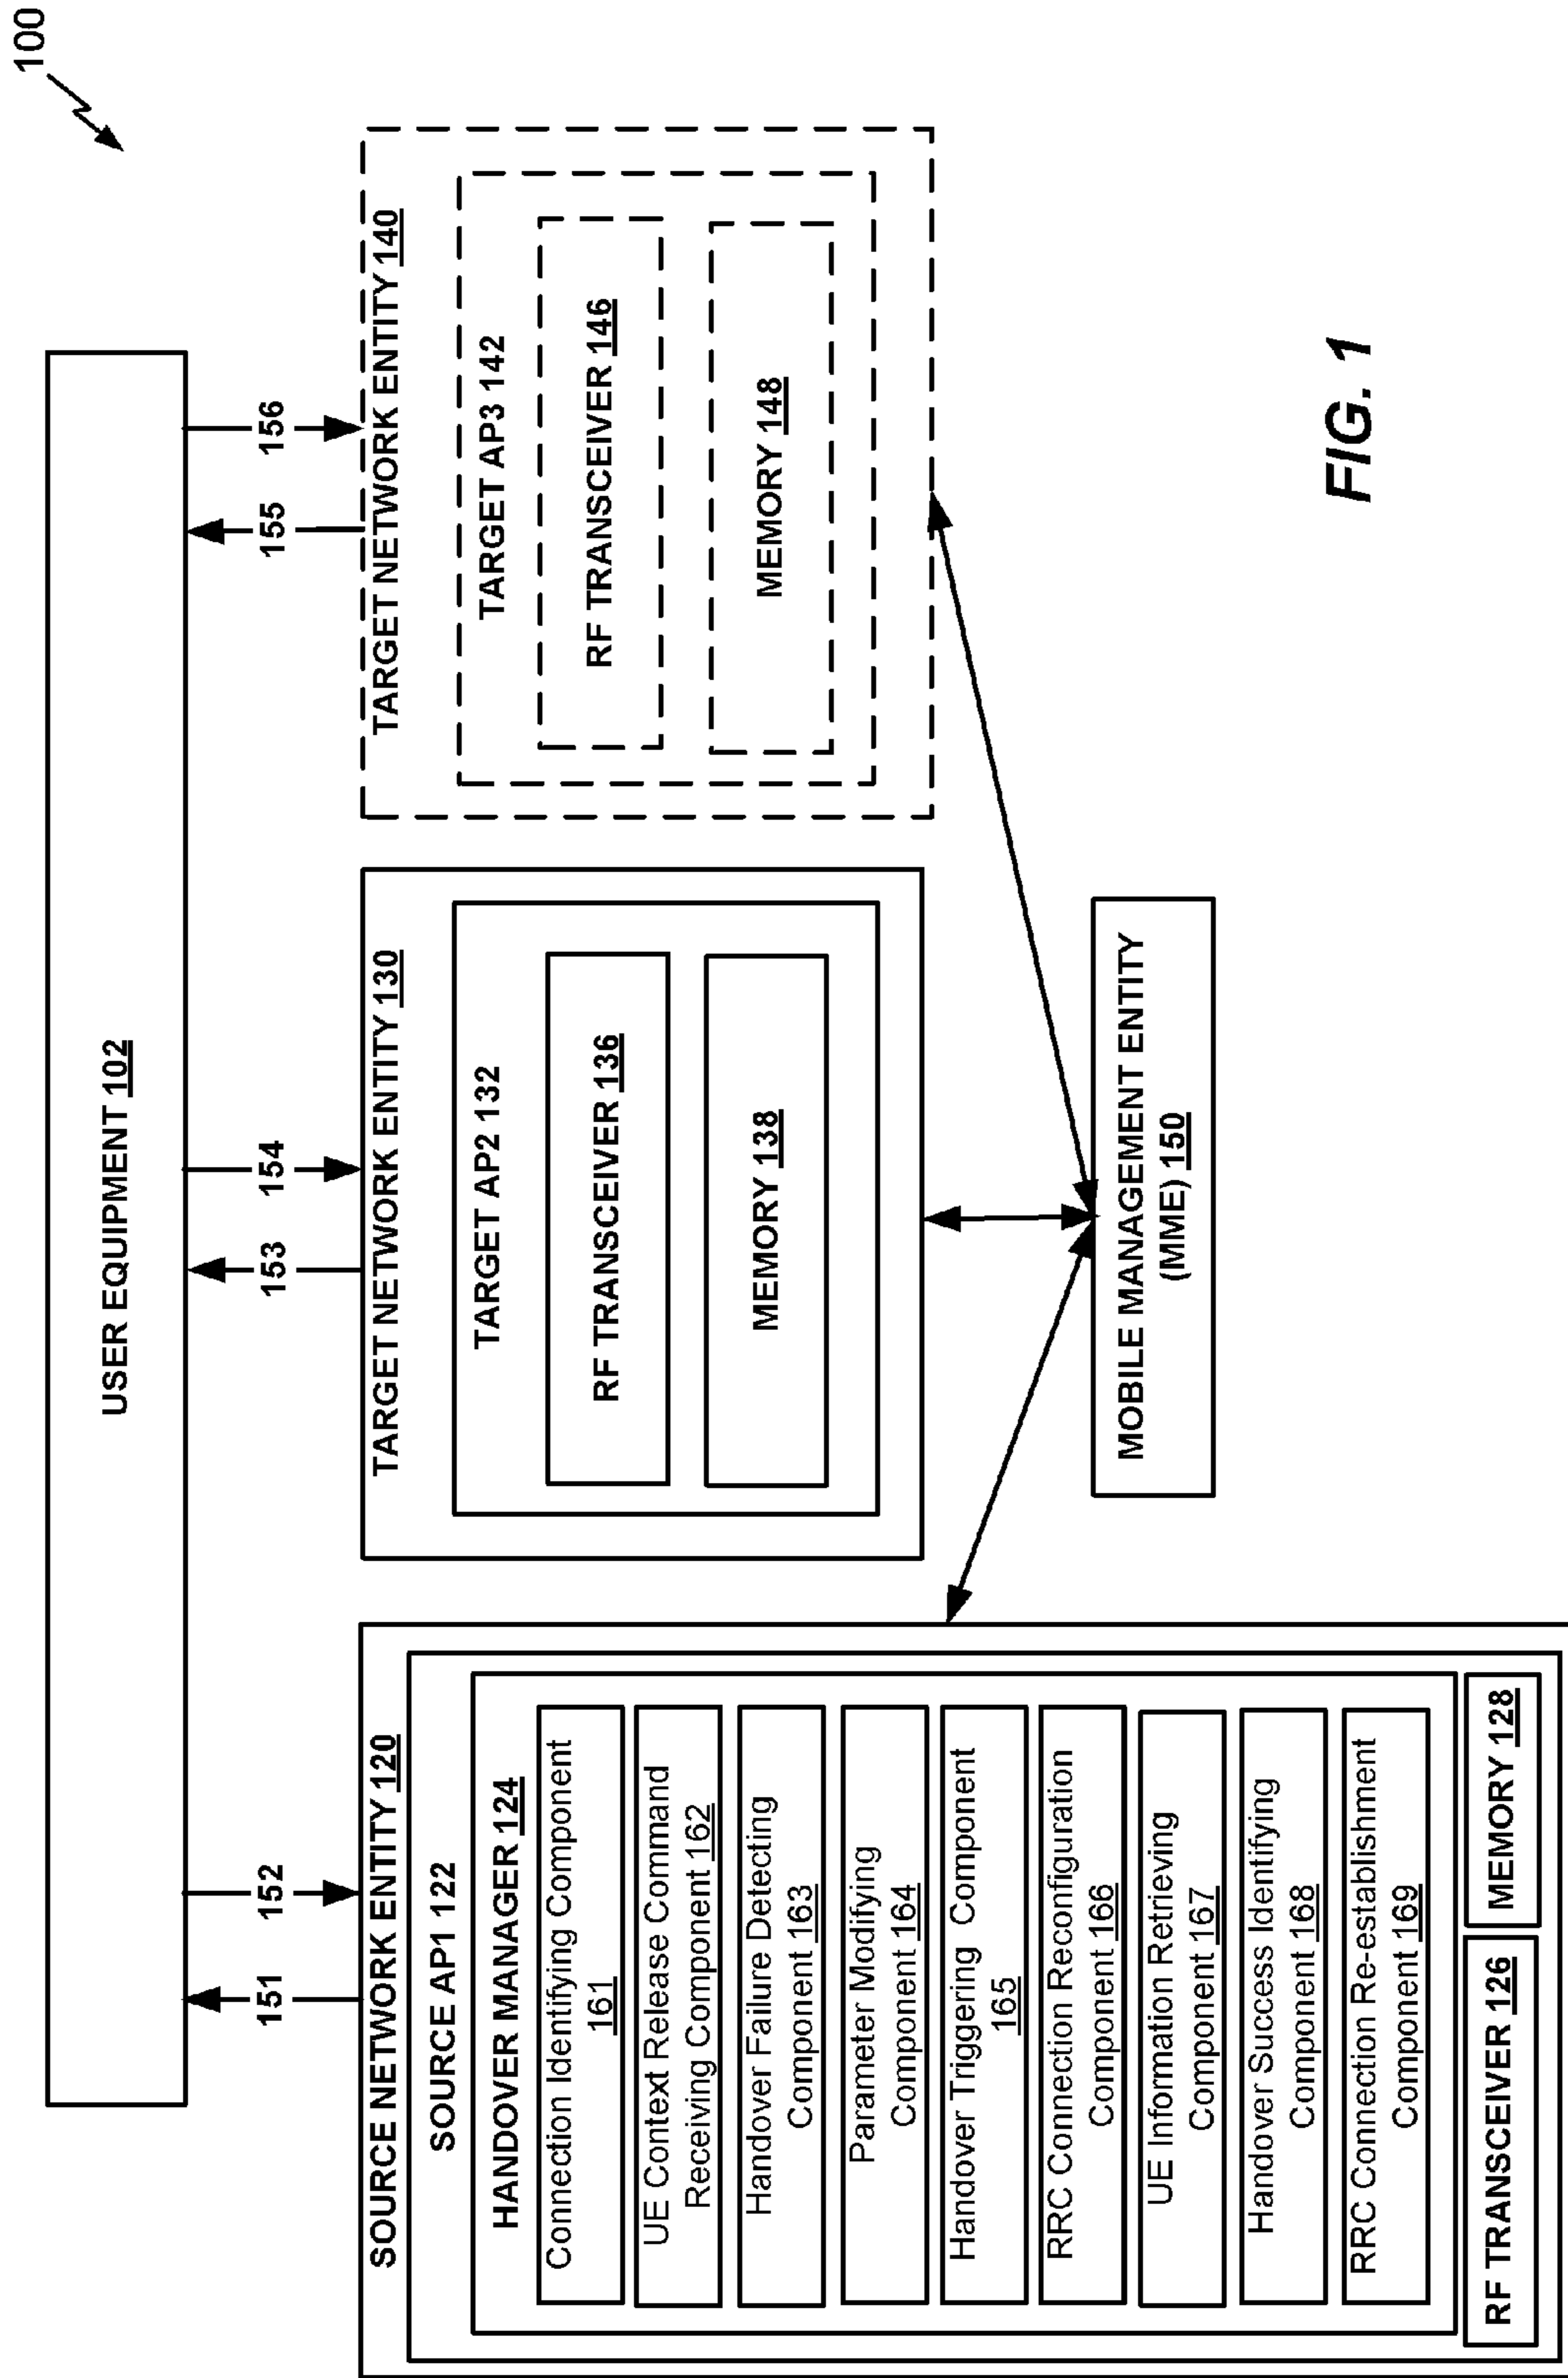 100
USER EQUIPMENT 102
151
152
153
154
155
156
SOURCE NETWORK ENTITY 120
SOURCE AP1 122
HANDOVER MANAGER 124
Connection Identifying Component
161
UE Context Release Command
Receiving Component 162
Handover Failure Detecting
Component 163
Parameter Modifying
Component 164
Handover Triggering Component
165
RRC Connection Reconfiguration
Component 166
UE Information Retrieving
Component 167
Handover Success Identifying
Component 168
RRC Connection Re-establishment
Component 169
RF TRANSCEIVER 126
MEMORY 128
TARGET NETWORK ENTITY 130
TARGET AP2 132
RF TRANSCEIVER 136
MEMORY 138
TARGET NETWORK ENTITY 140
TARGET AP3 142
RF TRANSCEIVER 146
MEMORY 148
MOBILE MANAGEMENT ENTITY
(MME) 150
FIG. 1